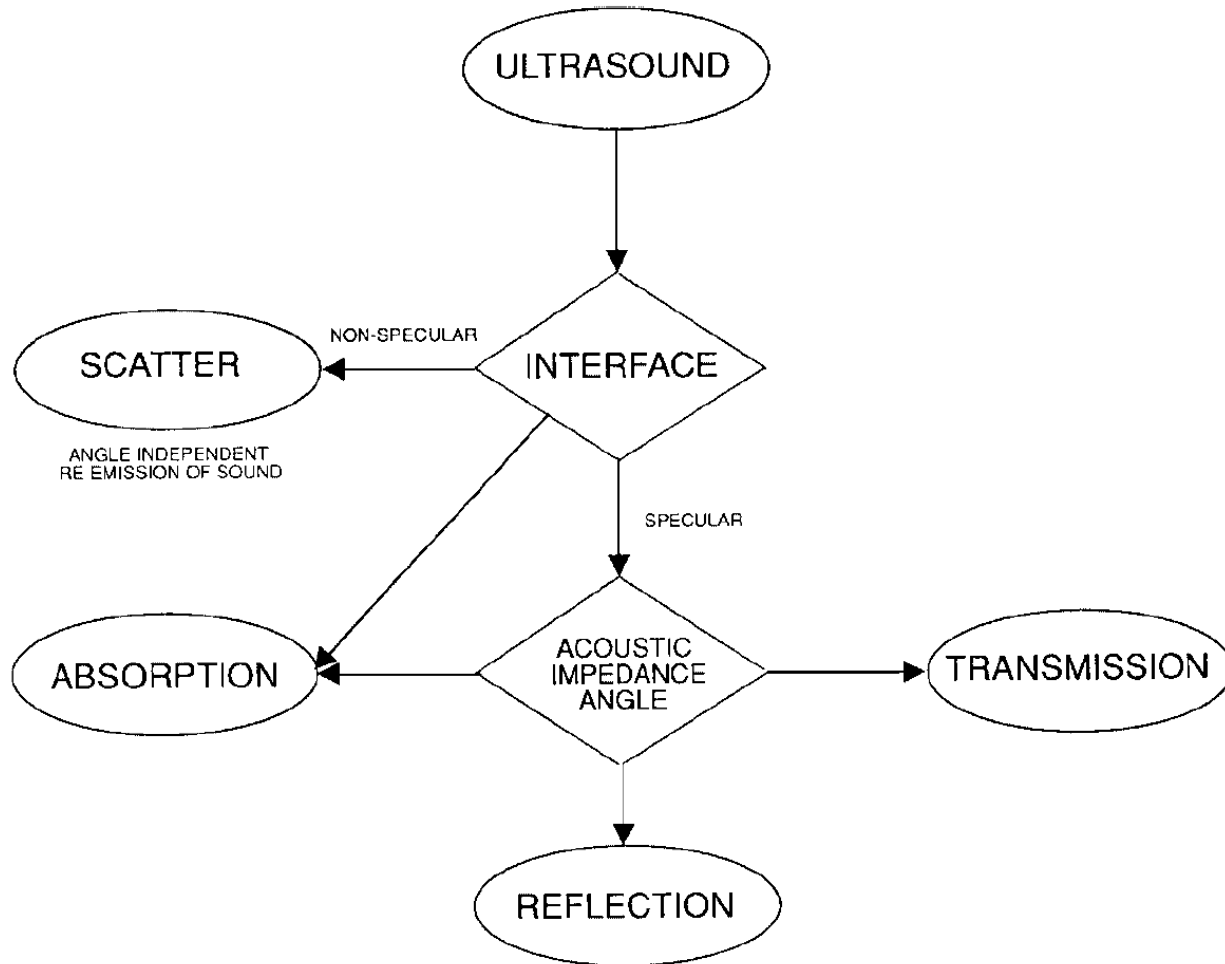 ULTRASOUND
NON-SPECULAR
SCATTER
INTERFACE
ANGLE INDEPENDENT
RE EMISSION OF SOUND
SPECULAR
ABSORPTION
ACOUSTIC
IMPEDANCE
ANGLE
TRANSMISSION
REFLECTION